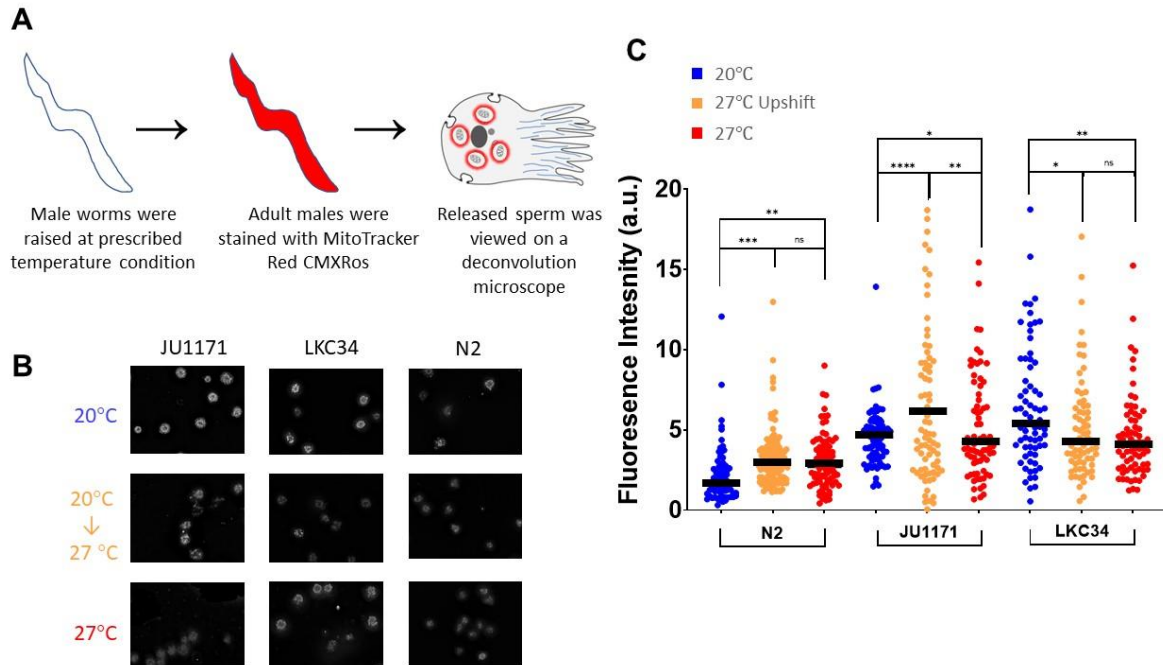 A
Male worms were
raised at prescribed
temperature condition
Adult males were
stained with MitoTracker
Red CMXRos
Released sperm was
viewed on a
deconvolution
microscope
B
JU1171 LKC34 N2
20°C
20°C
27 °C
27°C
C
20°C
27°C Upshift
27°C
Fluoresence Intesnity (a.u.)
20
15
10
5
0
**
*** ns
*
**** **
**
* ns
N2 JU1171 LKC34